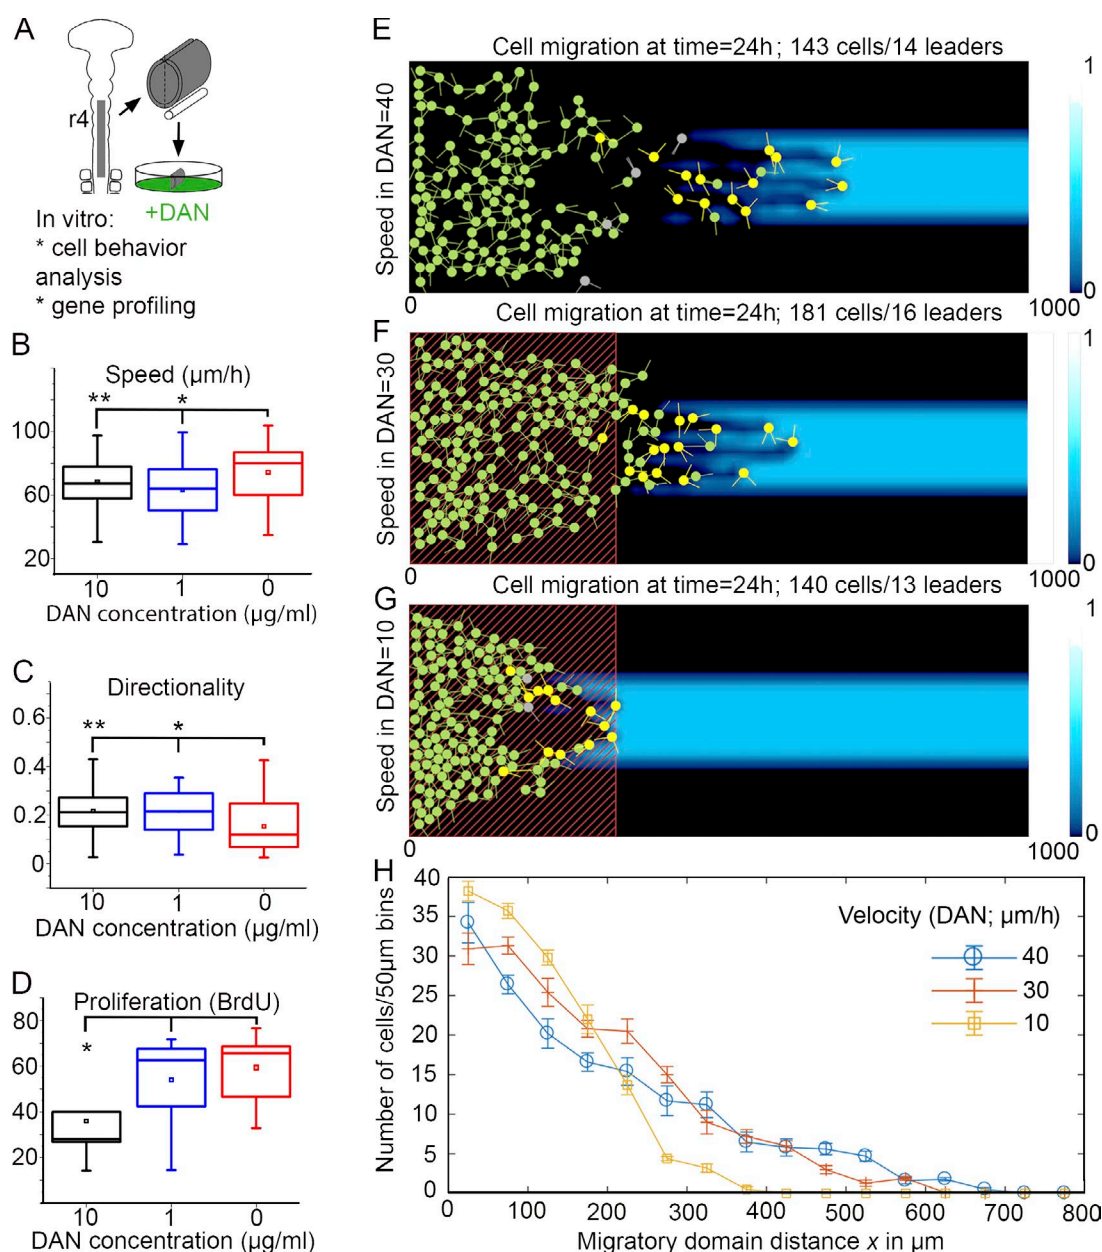 A
r4
+DAN
In vitro:
* cell behavior
analysis
* gene profiling
B
Speed (µm/h)
** *
100
60
20
10 1 0
DAN concentration (µg/ml)
C
Directionality
** *
0.6
0.4
0.2
0
10 1 0
DAN concentration (µg/ml)
D
Proliferation (BrdU)
*
80
60
40
20
10 1 0
DAN concentration (µg/ml)
E
Cell migration at time=24h; 143 cells/14 leaders
Speed in DAN=40
0 1000
1
0
F
Cell migration at time=24h; 181 cells/16 leaders
Speed in DAN=30
0 1000
1
0
G
Cell migration at time=24h; 140 cells/13 leaders
Speed in DAN=10
0 1000
1
0
H
Number of cells/50µm bins
40
35
30
25
20
15
10
5
0
0 100 200 300 400 500 600 700 800
Migratory domain distance x in µm
Velocity (DAN; µm/h)
40
30
10